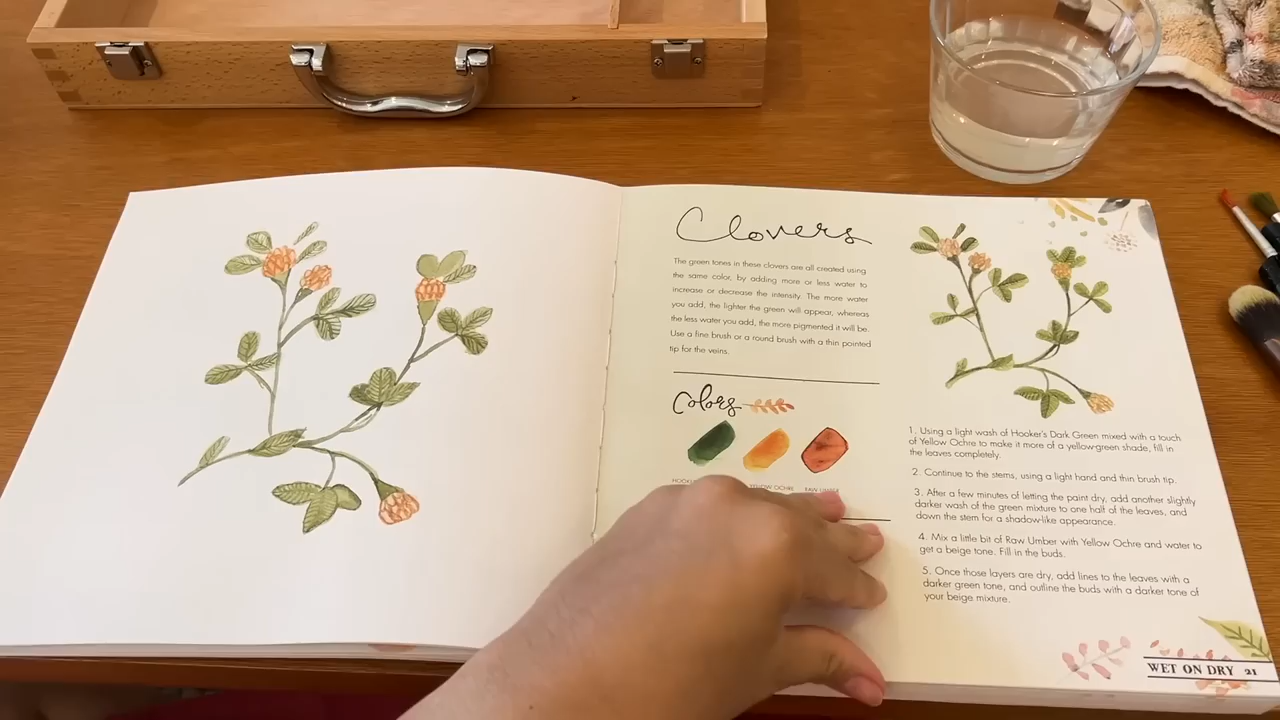 Clovers
The green tones in these clovers are all created using
the same color, by adding more or less water to
increase or decrease the intensity. The more water
you add, the lighter the green will appear, whereas
the less water you add, the more pigmented it will be.
Use a fine brush or a round brush with a thin pointed
tip for the veins.
Colors
YELLOW OCHRE RAW UMBER
1. Using a light wash of Hooker's Dark Green mixed with a touch
of Yellow Ochre to make it more of a yellow-green shade, fill in
the leaves completely.
2. Continue to the stems, using a light hand and thin brush tip.
3. After a few minutes of letting the paint dry, add another slightly
darker wash of the green mixture to one half of the leaves, and
down the stem for a shadow-like appearance.
4. Mix a little bit of Raw Umber with Yellow Ochre and water to
get a beige tone. Fill in the buds.
5. Once those layers are dry, add lines to the leaves with a
darker green tone, and outline the buds with a darker tone of
your beige mixture.
WET ON DRY 21